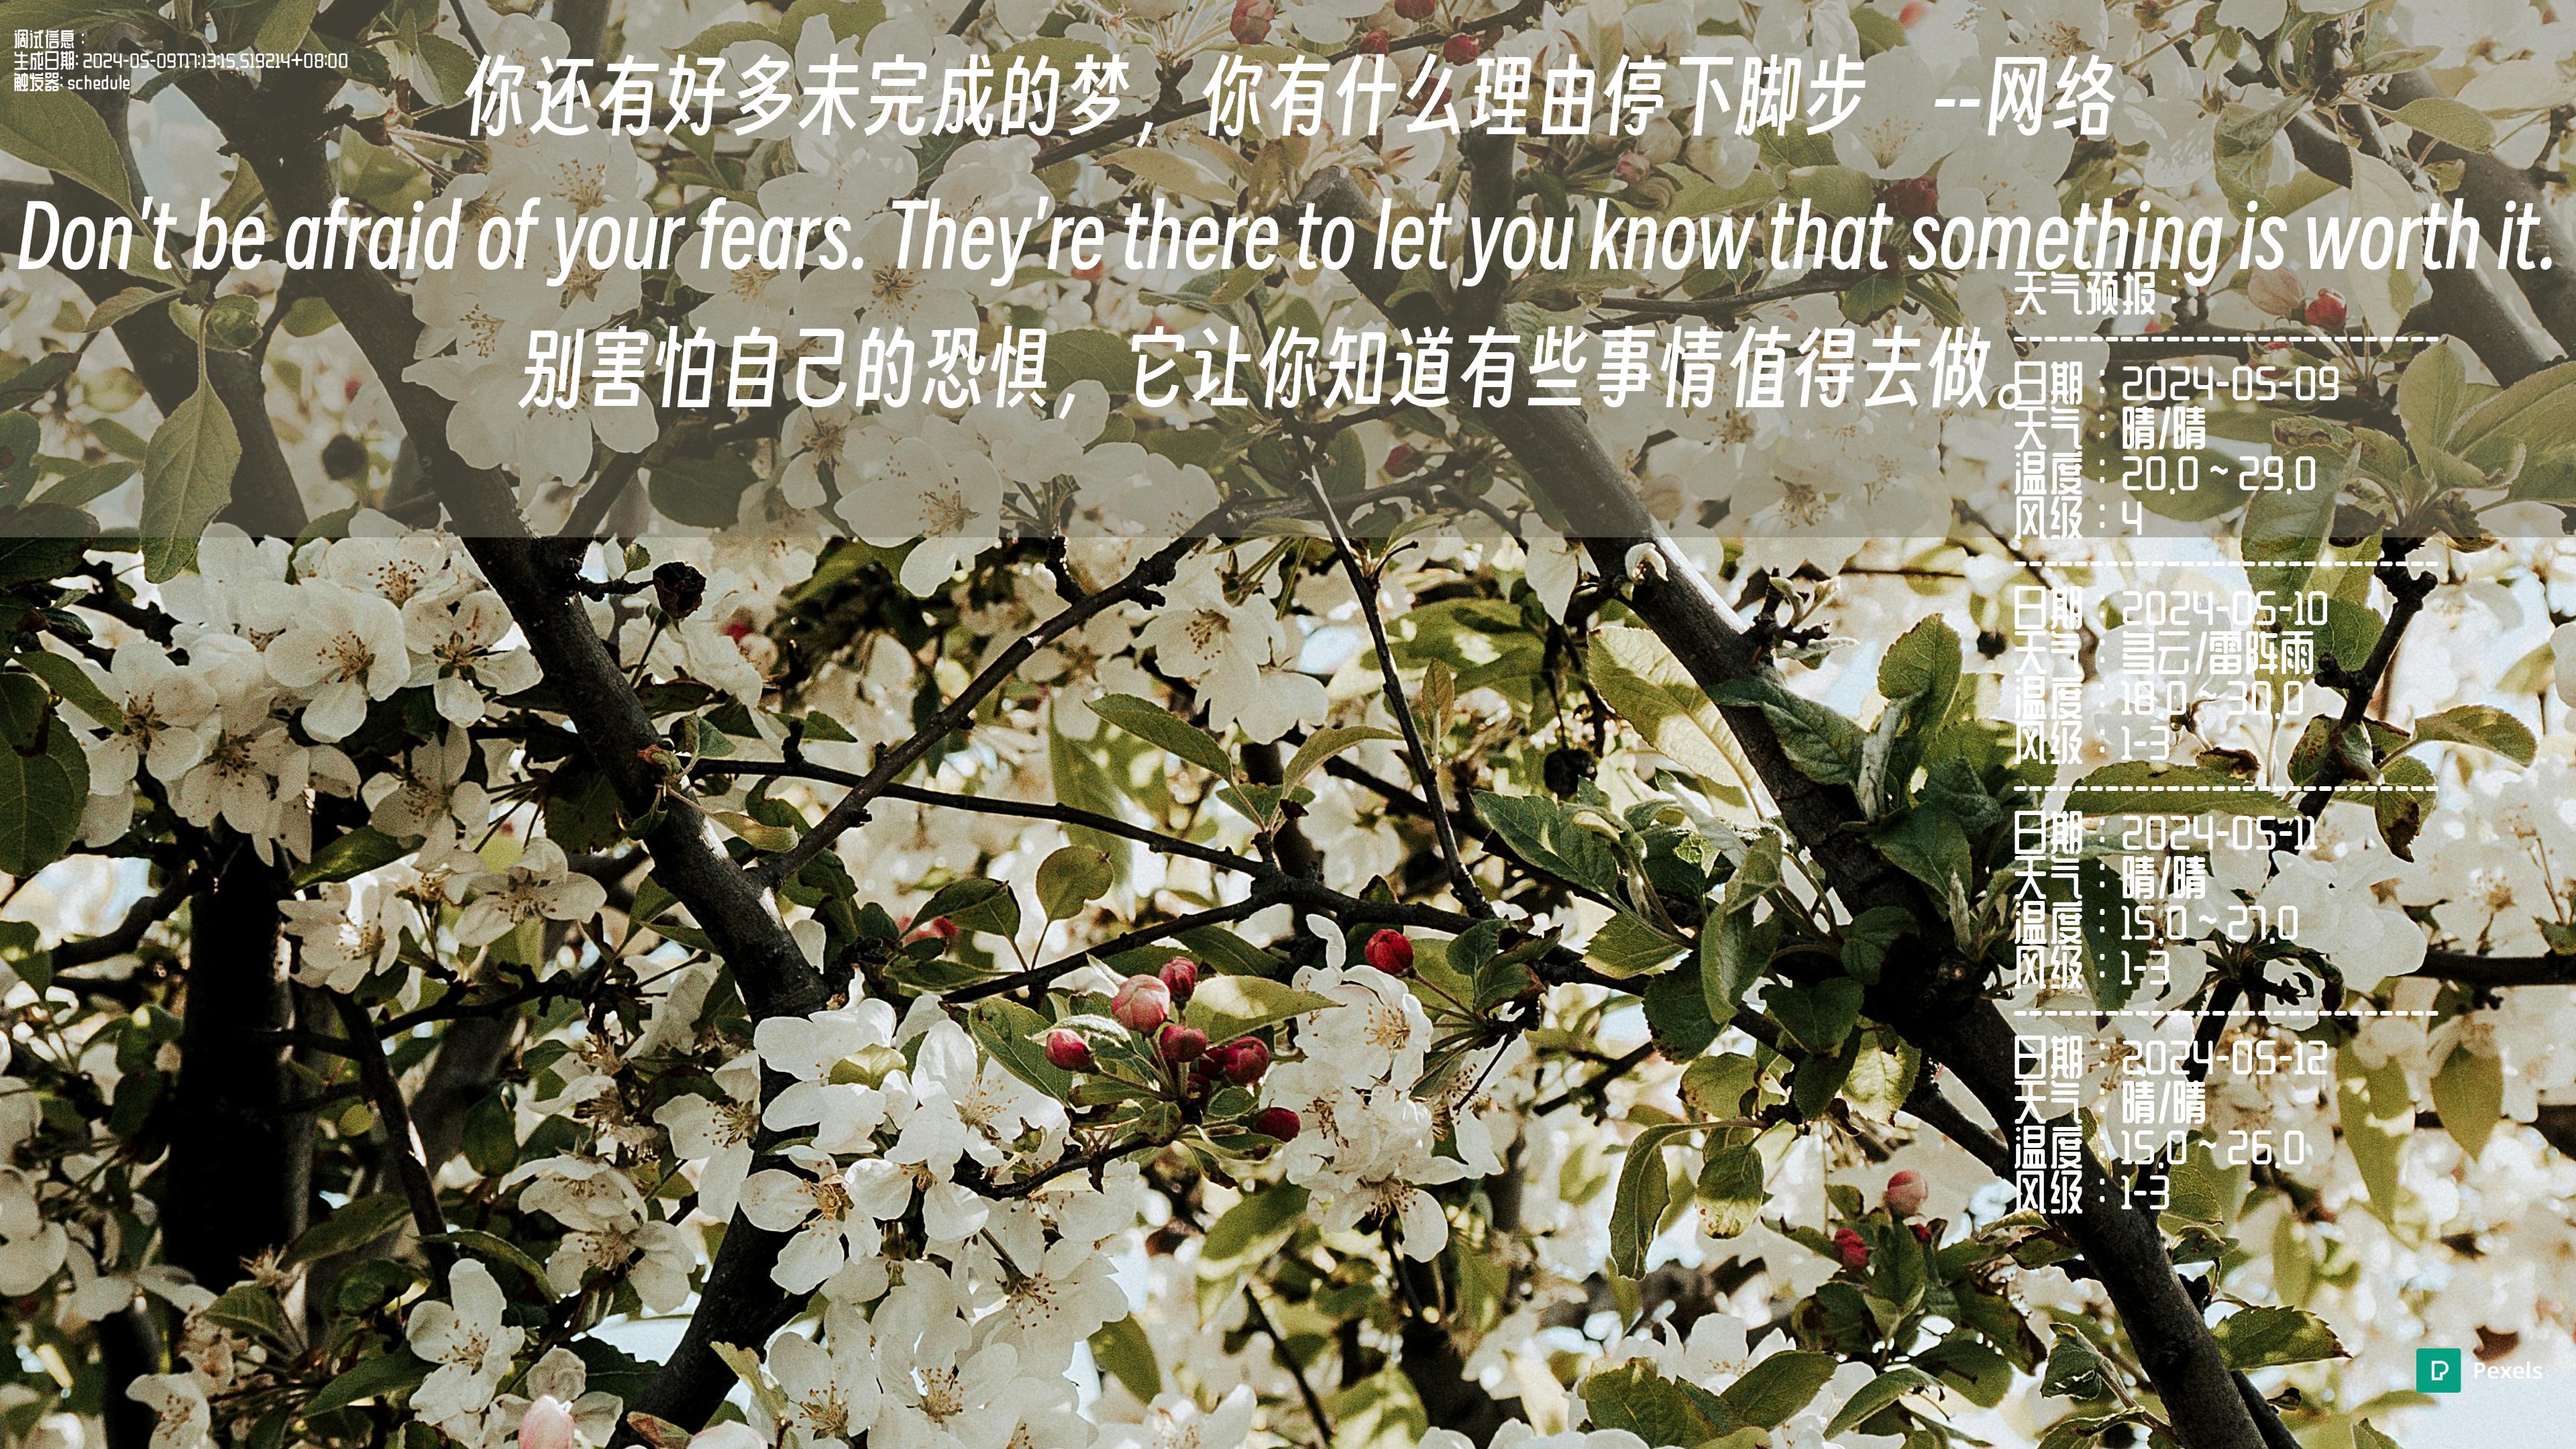 调试信息：
生成日期: 2024-05-09T17:13:15.519214+08:00
触发器: schedule
你还有好多未完成的梦，你有什么理由停下脚步 --网络
Don't be afraid of your fears. They're there to let you know that something is worth it.
别害怕自己的恐惧，它让你知道有些事情值得去做。
天气预报：
------------------------------
日期：2024-05-09
天气：晴/晴
温度：20.0 ~ 29.0
风级：4
------------------------------
日期：2024-05-10
天气：多云/雷阵雨
温度：18.0 ~ 30.0
风级：1-3
------------------------------
日期：2024-05-11
天气：晴/晴
温度：15.0 ~ 27.0
风级：1-3
------------------------------
日期：2024-05-12
天气：晴/晴
温度：15.0 ~ 26.0
风级：1-3
Pexels